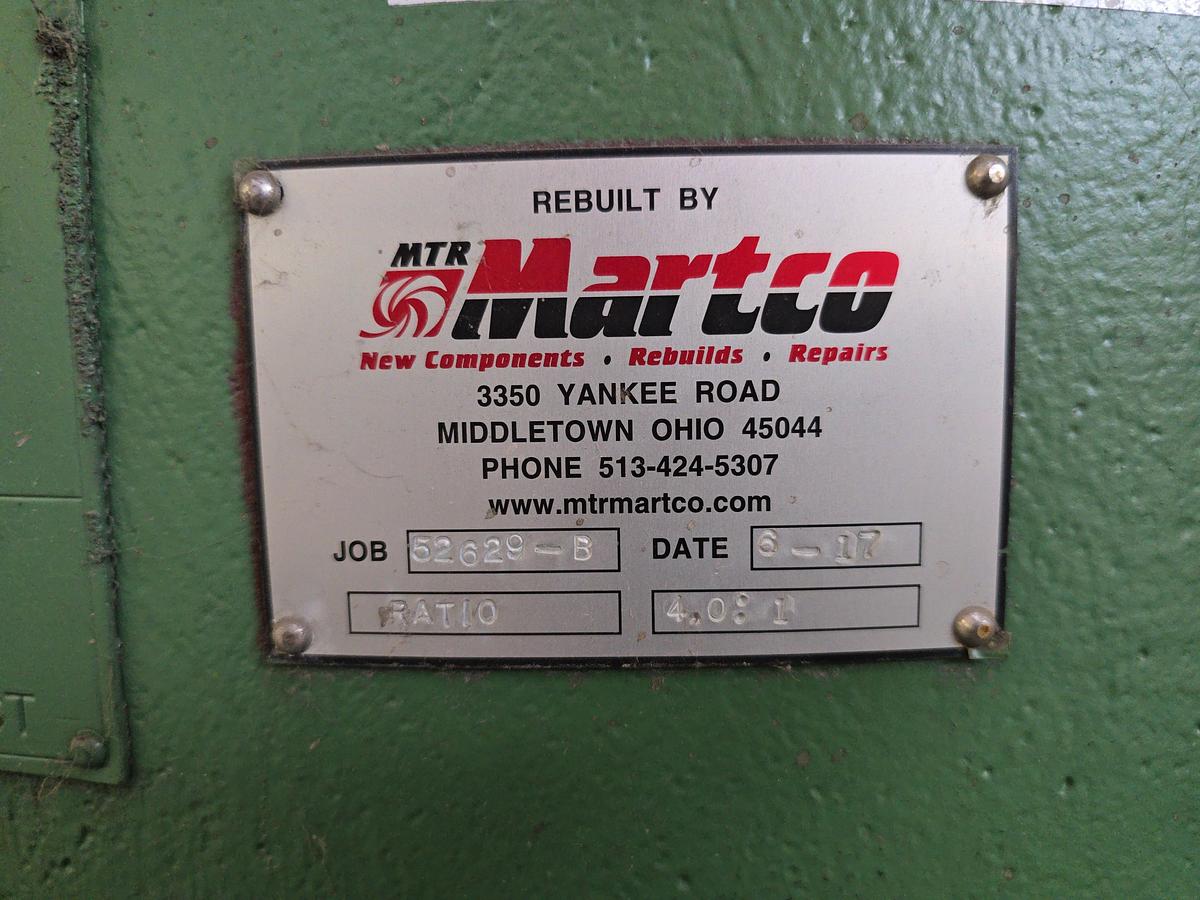 REBUILT BY
MTR
Martco
New Components • Rebuilds • Repairs
3350 YANKEE ROAD
MIDDLETOWN OHIO 45044
PHONE 513-424-5307
www.mtrmartco.com
JOB 52629-B DATE 6-17
RATIO 4.0:1